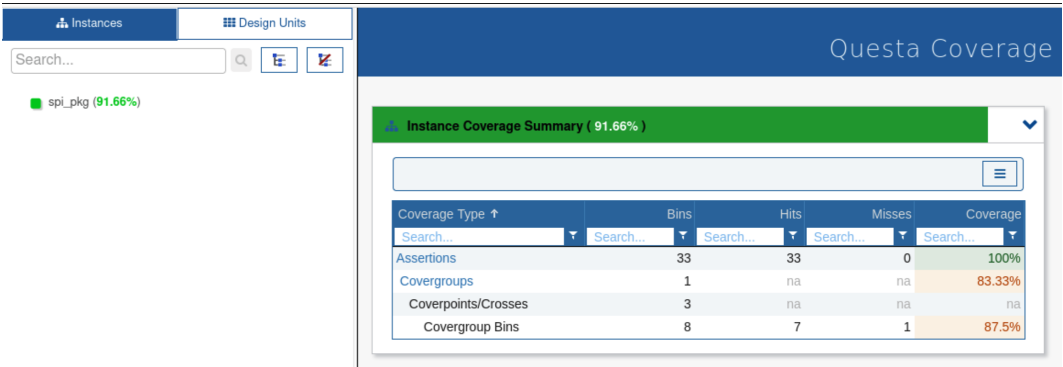 Instances
Design Units
Search...
spi_pkg (91.66%)
Questa Coverage
Instance Coverage Summary ( 91.66% )
Coverage Type Bins Hits Misses Coverage
Search... Search... Search... Search... Search...
Assertions 33 33 0 100%
Covergroups 1 na na 83.33%
Coverpoints/Crosses 3 na na na
Covergroup Bins 8 7 1 87.5%